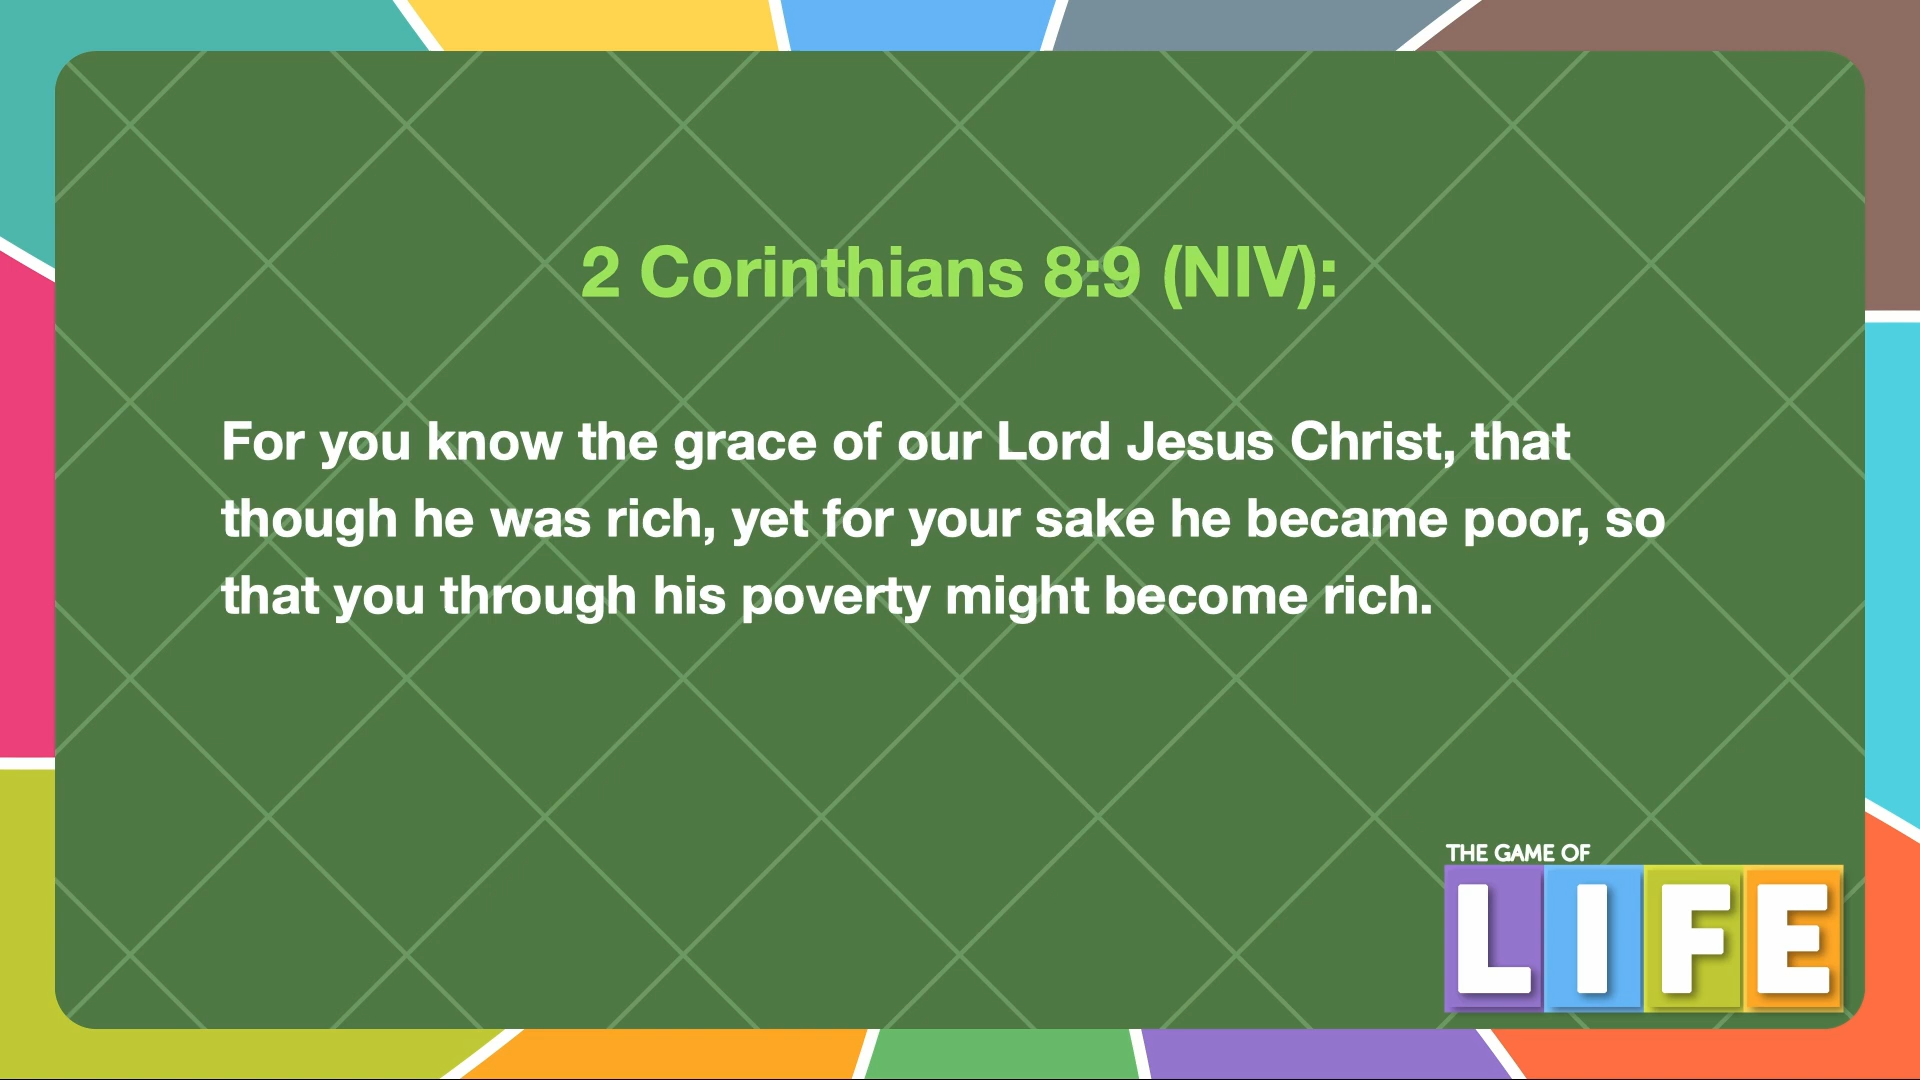 2 Corinthians 8:9 (NIV):
For you know the grace of our Lord Jesus Christ, that
though he was rich, yet for your sake he became poor, so
that you through his poverty might become rich.
THE GAME OF
LIFE